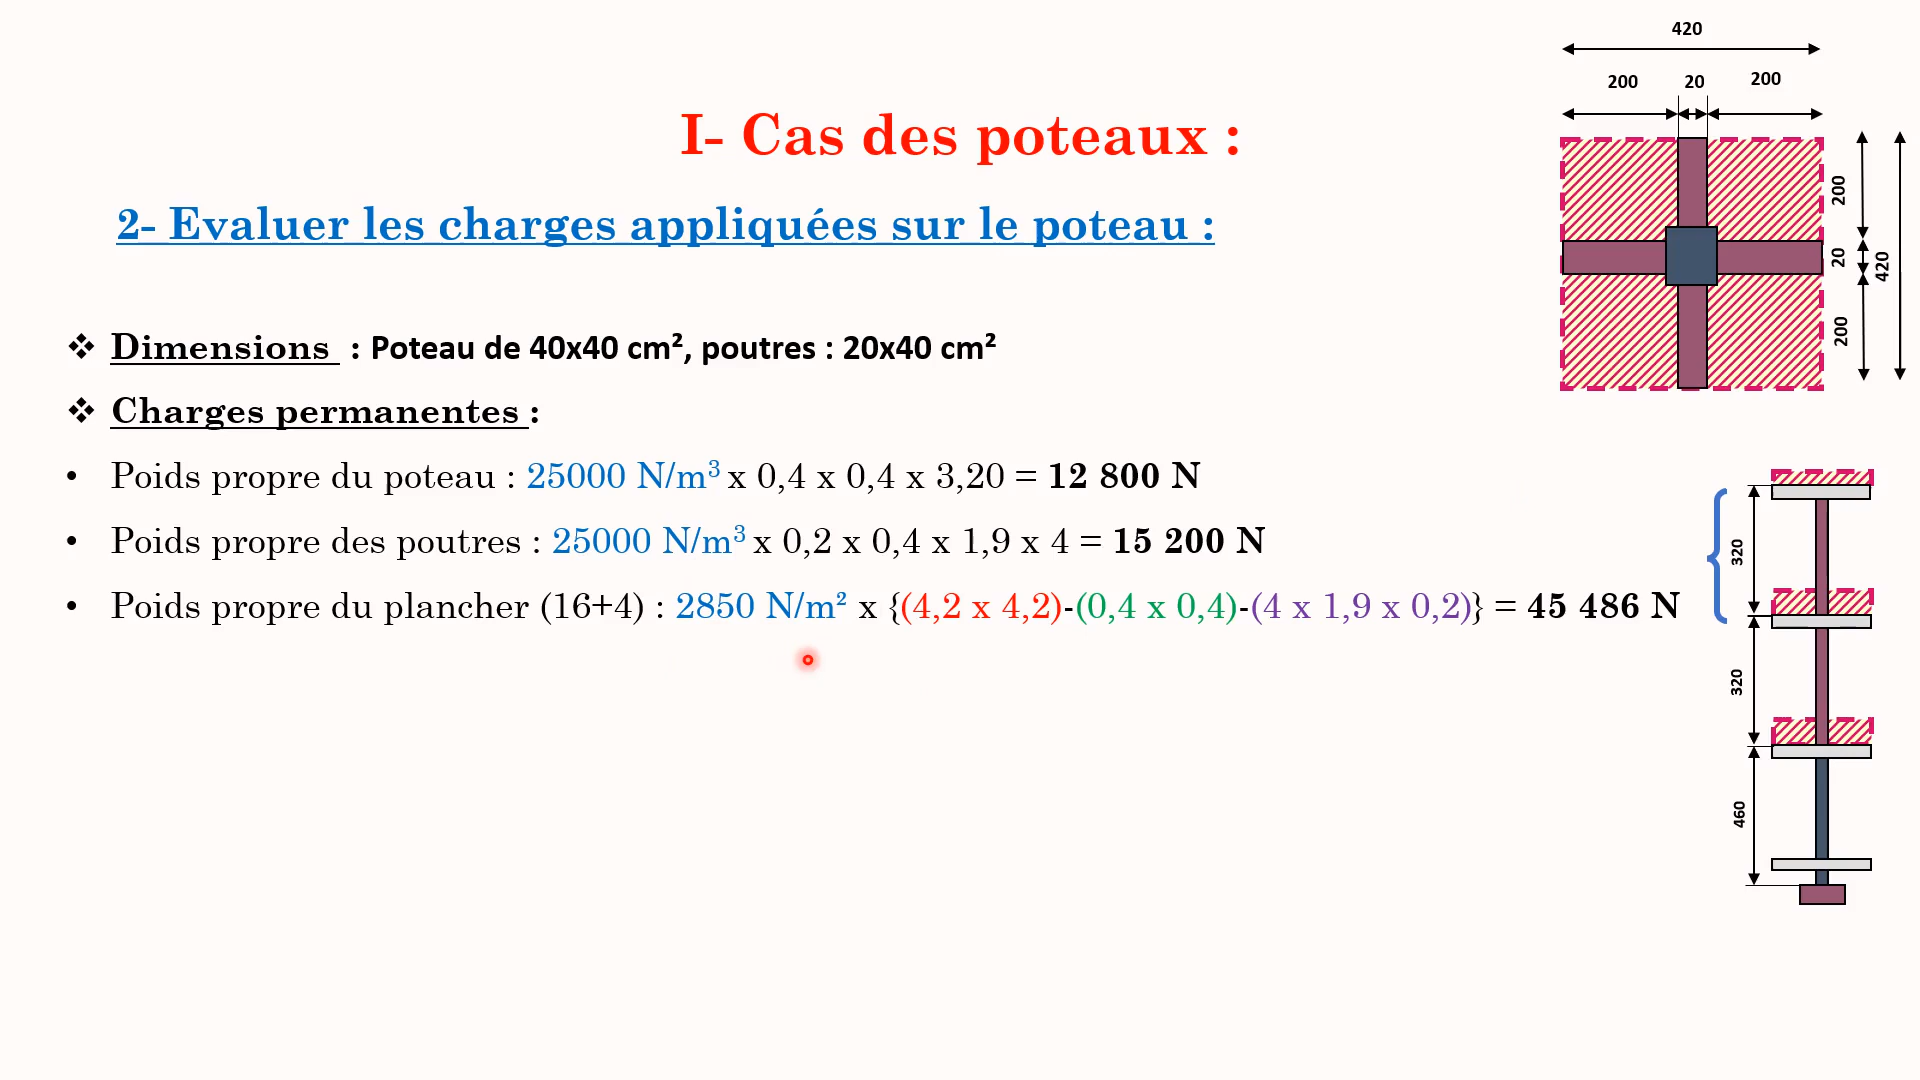 420
200 20 200
I- Cas des poteaux :
2- Evaluer les charges appliquées sur le poteau :
200
20
420
200
❖ Dimensions : Poteau de 40x40 cm², poutres : 20x40 cm²
❖ Charges permanentes :
• Poids propre du poteau : 25000 N/m³ x 0,4 x 0,4 x 3,20 = 12 800 N
• Poids propre des poutres : 25000 N/m³ x 0,2 x 0,4 x 1,9 x 4 = 15 200 N
• Poids propre du plancher (16+4) : 2850 N/m² x {(4,2 x 4,2)-(0,4 x 0,4)-(4 x 1,9 x 0,2)} = 45 486 N
320
320
460